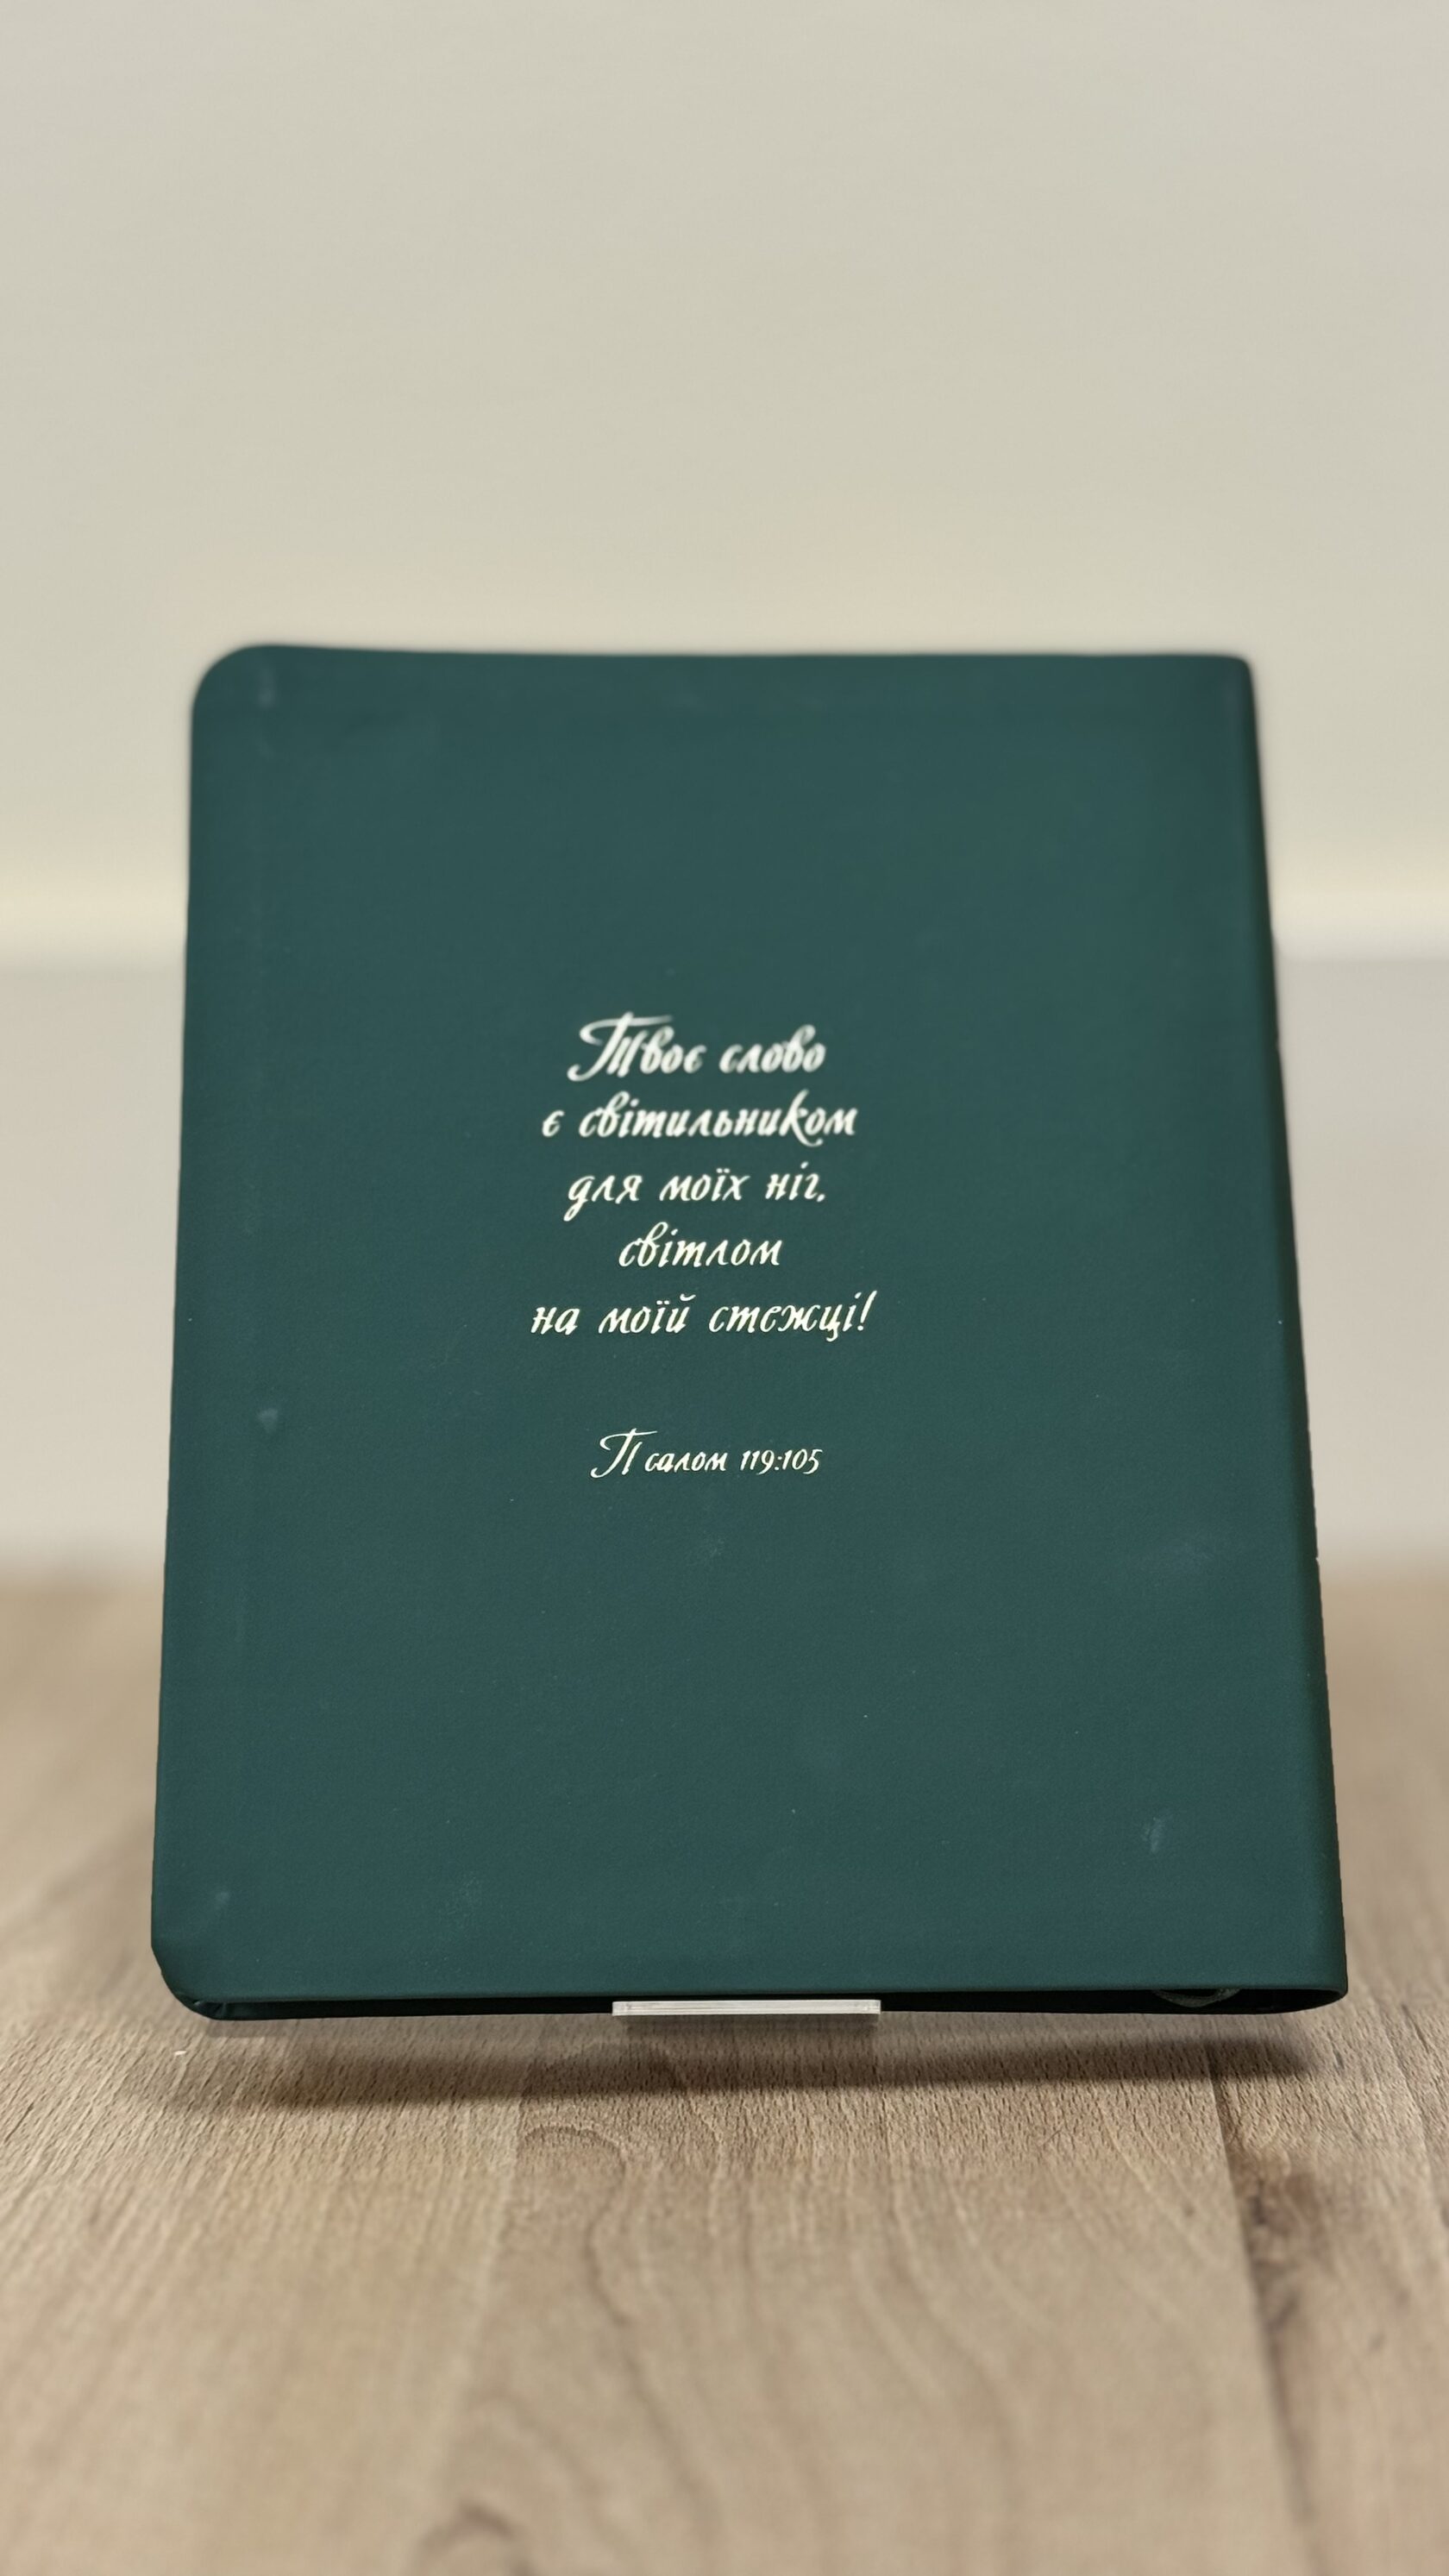 Твоє слово
є світильником
для моїх ніг,
світлом
на моїй стежці!
Псалом 119:105